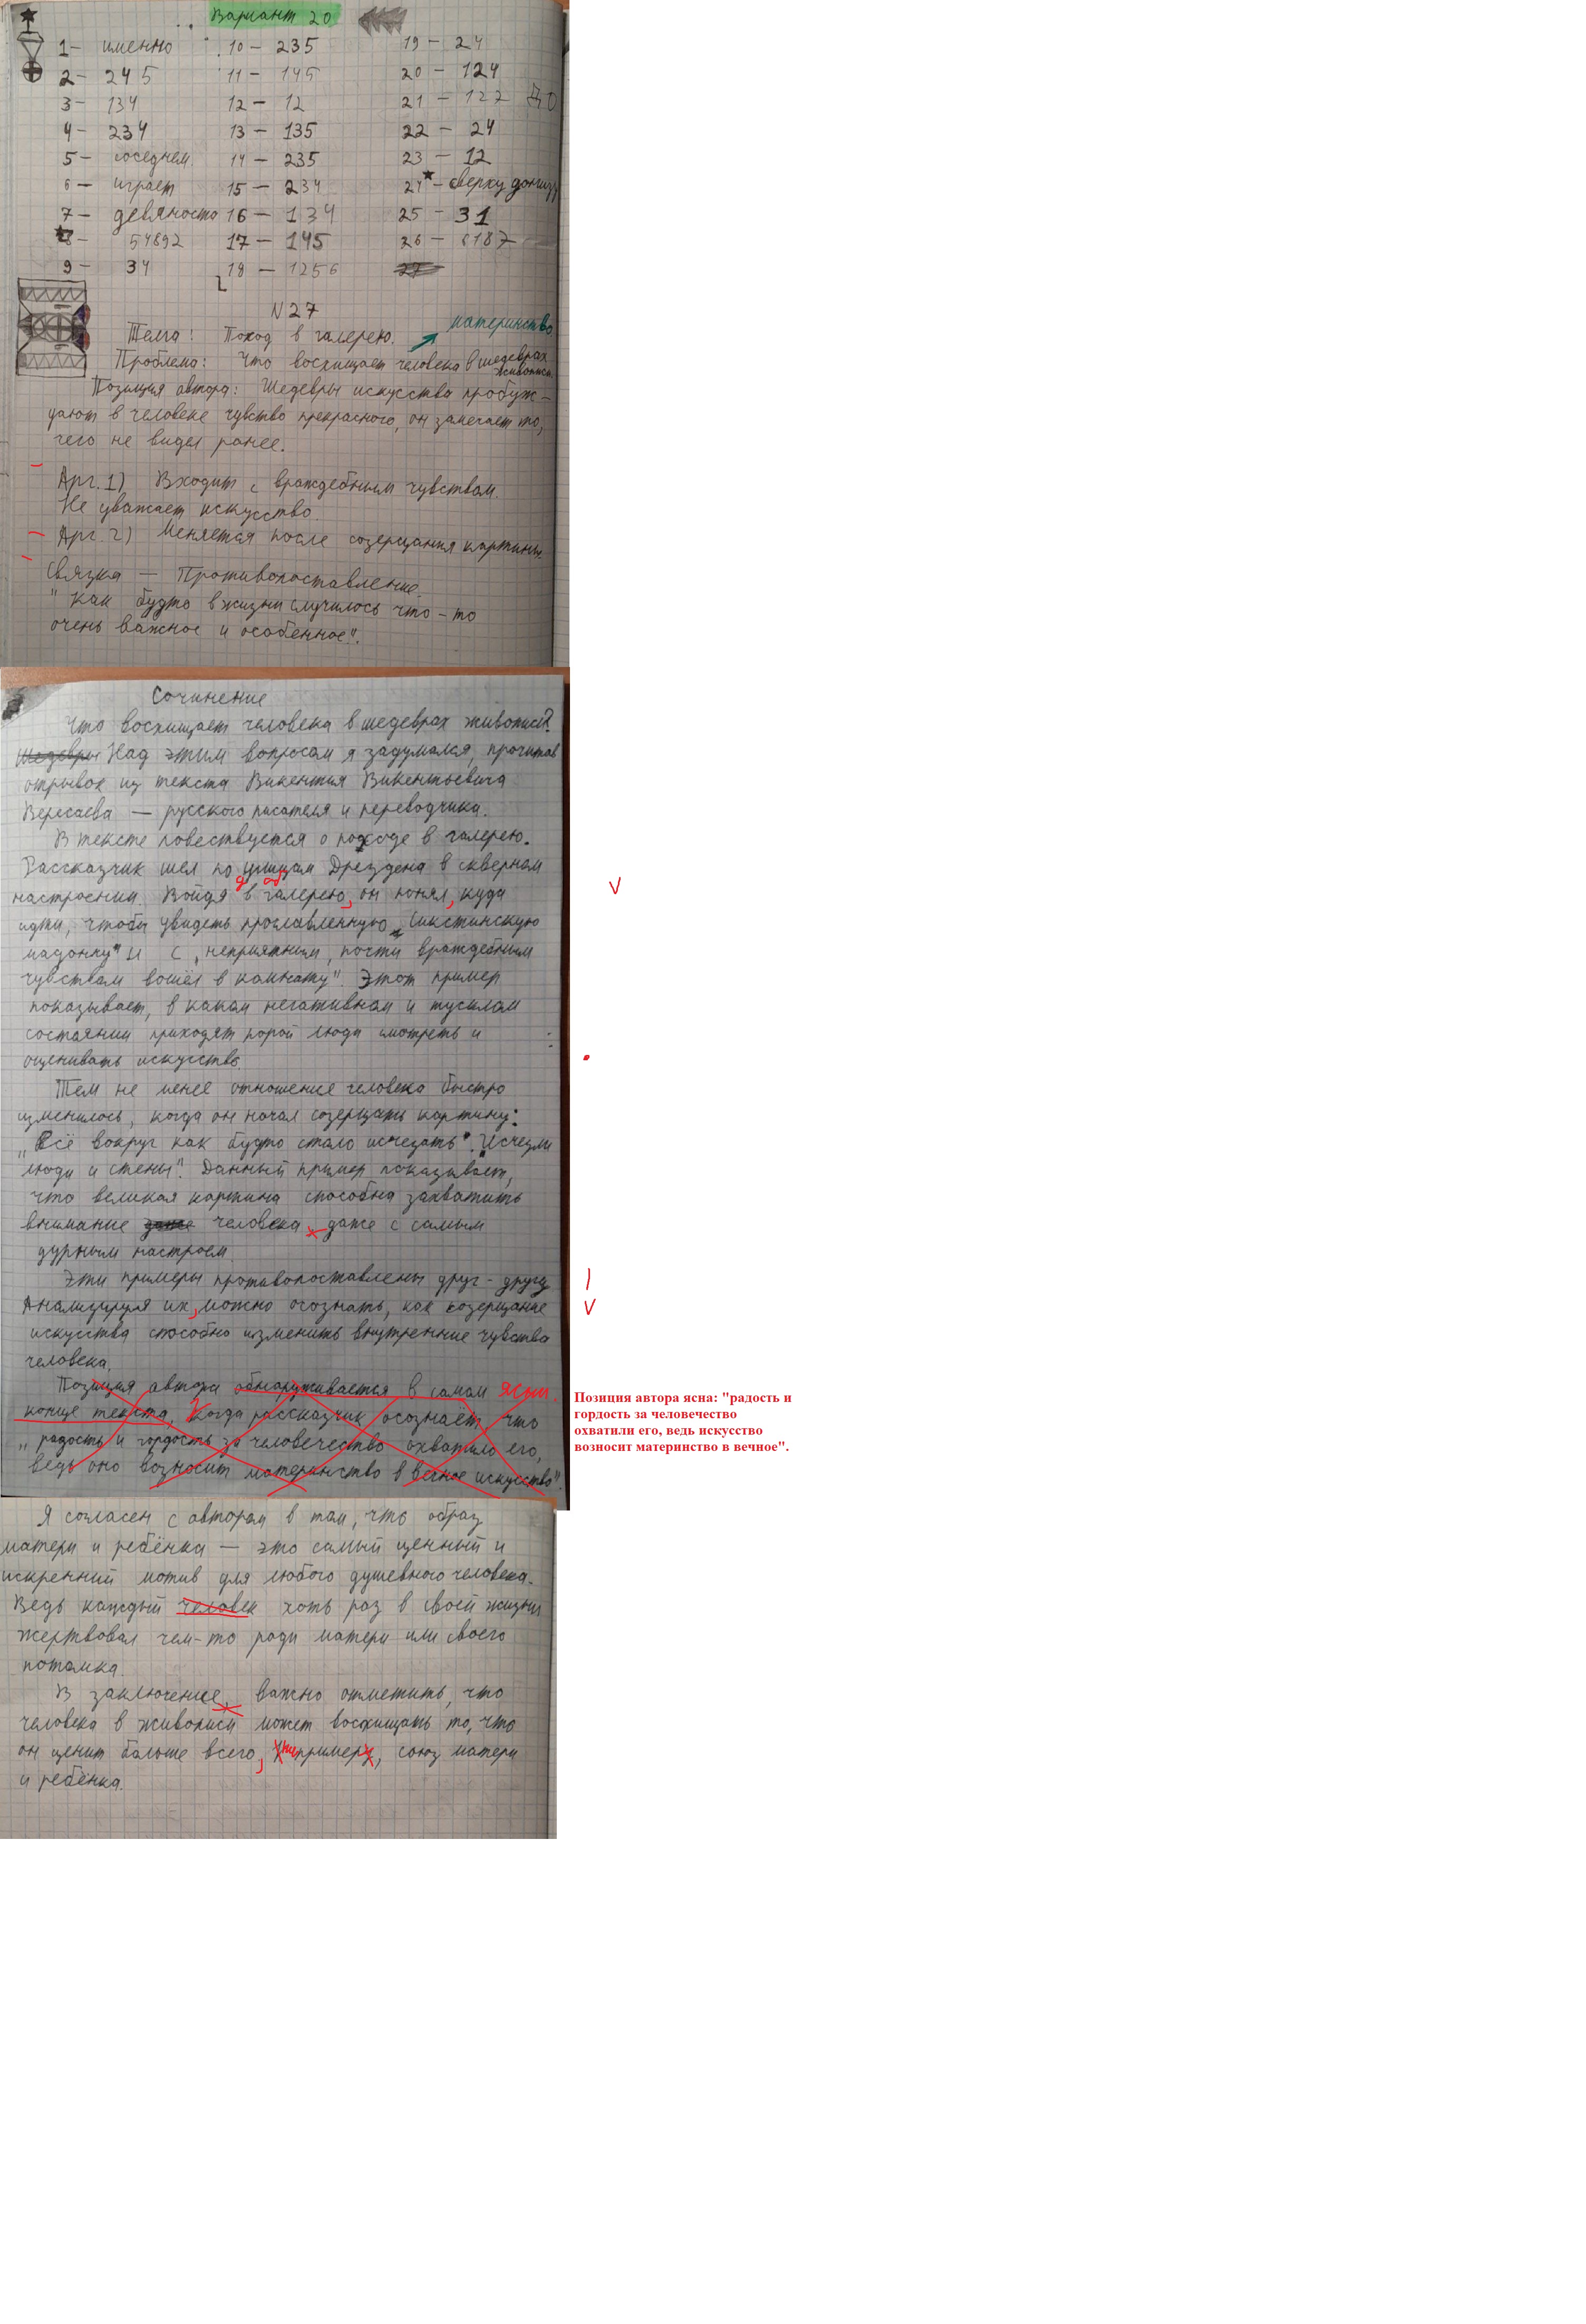 Вариант 20
1- именно
2- 245
3- 134
4- 234
5- соседнем
6- играет
7- девяносто
8- 54892
9- 34
10- 235
11- 145
12- 12
13- 135
14- 235
15- 234
16- 134
17- 145
18- 1256
19- 24
20- 124
21- 127
22- 24
23- 12
24- сверху донизу
25- 31
26- 6187
N 27
Тема: Поход в галерею.
материнство
Проблема: Что восхищает человека в шедеврах
живописи.
Позиция автора: Шедевры искусства пробуж-
дают в человеке чувство прекрасного, он замечает то,
чего не видел ранее.
Арг. 1) Входит с враждебным чувством.
Не уважает искусство.
Арг. 2) Меняется после созерцания картины.
Связка — Противопоставление.
"Как будто в жизни случилось что-то
очень важное и особенное".
Сочинение
Что восхищает человека в шедеврах живописи?
Шедевры Над этим вопросом я задумался, прочитав
отрывок из текста Викентия Викентьевича
Вересаева — русского писателя и переводчика.
В тексте повествуется о походе в галерею.
Рассказчик шел по улицам Дрездена в скверном
настроении. Войдя в галерею, он понял, куда
идти, чтобы увидеть прославленную „Сикстинскую
мадонну" и с „неприятным, почти враждебным
чувством вошёл в комнату". Этот пример
показывает, в каком негативном и тусклом
состоянии приходят порой люди смотреть и
оценивать искусство.
Тем не менее отношение человека быстро
изменилось, когда он начал созерцать картину:
„Всё вокруг как будто стало исчезать". Исчезли
люди и стены". Данный пример показывает,
что великая картина способна захватить
внимание даже человека даже с самым
дурным настроем.
Эти примеры противопоставлены друг-другу
Анализируя их, можно осознать, как созерцание
искусства способно изменить внутренние чувства
человека.
Позиция автора обнаруживается в самом ясна.
конце текста, Когда рассказчик осознаёт, что
„радость и гордость за человечество охватило его,
ведь оно возносит материнство в вечное искусство".
Позиция автора ясна: "радость и
гордость за человечество
охватили его, ведь искусство
возносит материнство в вечное".
Я согласен с автором в том, что образ
матери и ребёнка — это самый ценный и
искренний мотив для любого душевного человека.
Ведь каждый человек хоть раз в своей жизни
жертвовал чем-то ради матери или своего
потомка.
В заключение, важно отметить, что
человека в живописи может восхищать то, что
он ценит больше всего, союз матери
и ребёнка.